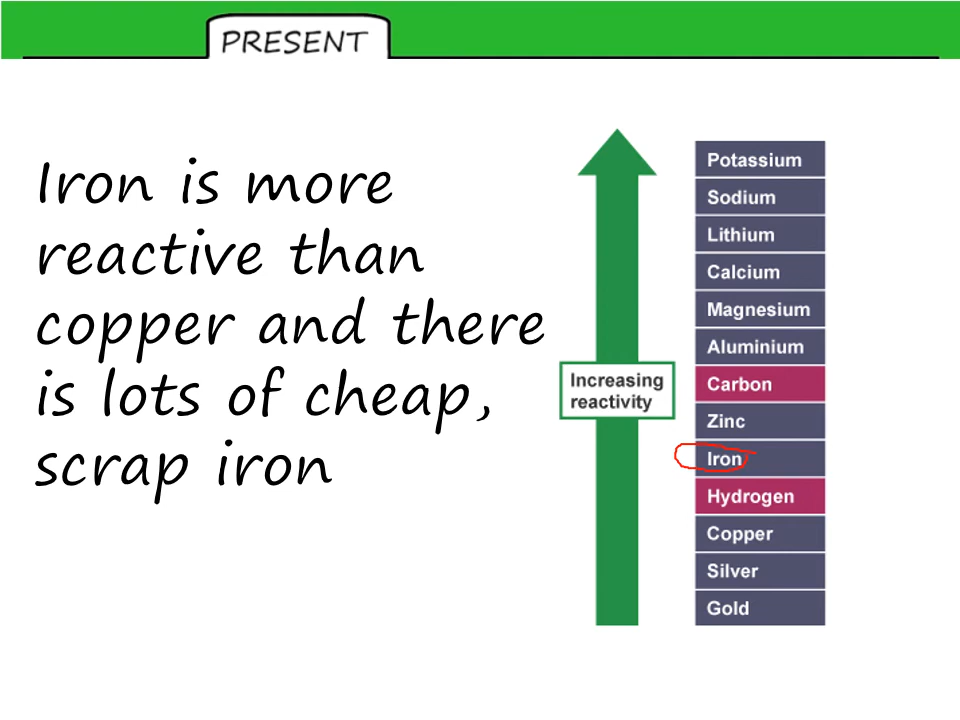 PRESENT
Iron is more
reactive than
copper and there
is lots of cheap,
scrap iron
Increasing
reactivity
Potassium
Sodium
Lithium
Calcium
Magnesium
Aluminium
Carbon
Zinc
Iron
Hydrogen
Copper
Silver
Gold